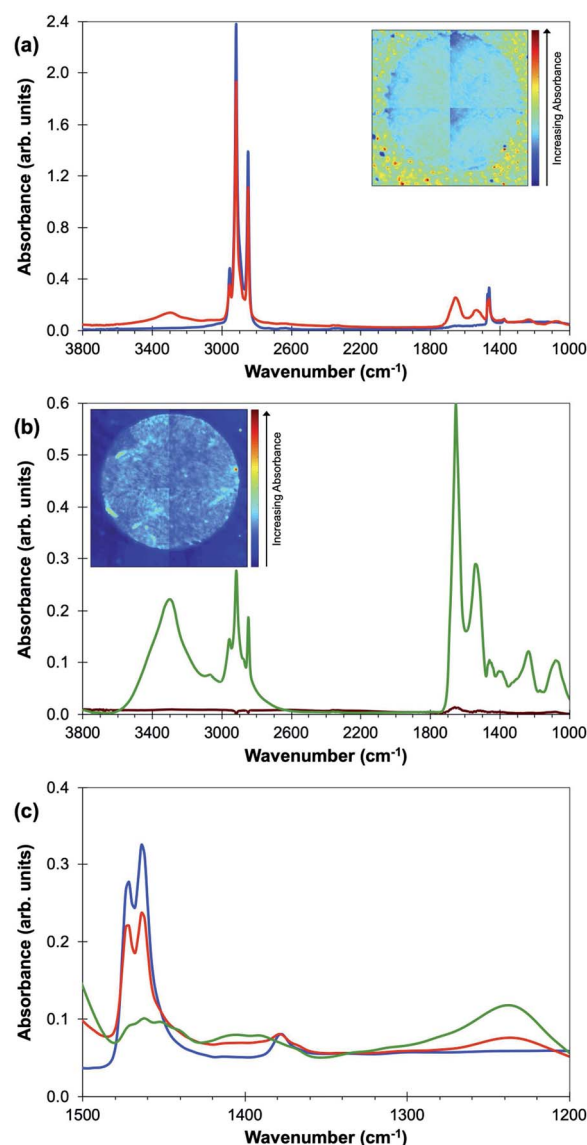 (a)
Absorbance (arb. units)
2.4
2.0
1.6
1.2
0.8
0.4
0.0
Increasing Absorbance
3800 3400 3000 2600 2200 1800 1400 1000
Wavenumber (cm-1)
(b)
Absorbance (arb. units)
0.6
0.5
0.4
0.3
0.2
0.1
0.0
Increasing Absorbance
3800 3400 3000 2600 2200 1800 1400 1000
Wavenumber (cm-1)
(c)
Absorbance (arb. units)
0.4
0.3
0.2
0.1
0.0
1500 1400 1300 1200
Wavenumber (cm-1)